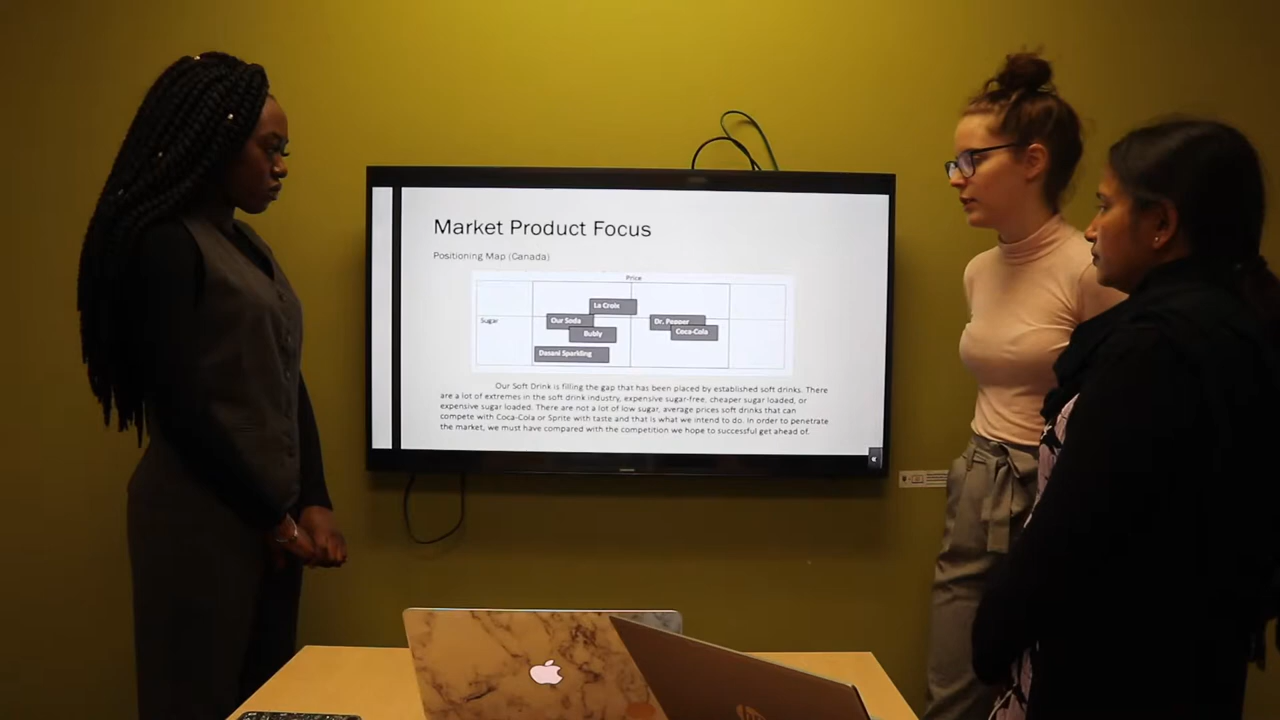 Market Product Focus
Positioning Map (Canada)
Price
La Croix
Sugar
Our Soda
Dr. Pepper
Bubly
Coca-Cola
Dasani Sparkling
Our Soft Drink is filling the gap that has been placed by established soft drinks. There
are a lot of extremes in the soft drink industry, expensive sugar-free, cheaper sugar loaded, or
expensive sugar loaded. There are not a lot of low sugar, average prices soft drinks that can
compete with Coca-Cola or Sprite with taste and that is what we intend to do. In order to penetrate
the market, we must have compared with the competition we hope to successful get ahead of.